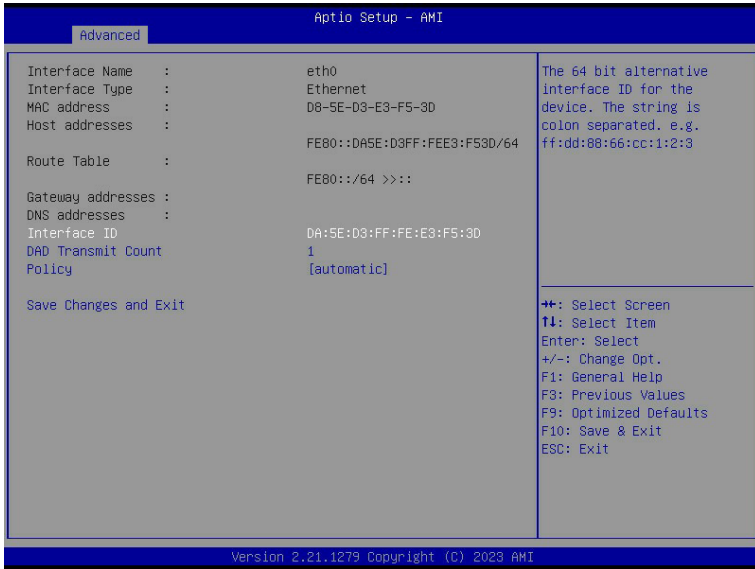 Aptio Setup - AMI
Advanced
Interface Name : eth0
Interface Type : Ethernet
MAC address : D8-5E-D3-E3-F5-3D
Host addresses :
FE80::DA5E:D3FF:FEE3:F53D/64
Route Table :
FE80::/64 >>::
Gateway addresses :
DNS addresses :
Interface ID DA:5E:D3:FF:FE:E3:F5:3D
DAD Transmit Count 1
Policy [automatic]
Save Changes and Exit
The 64 bit alternative
interface ID for the
device. The string is
colon separated. e.g.
ff:dd:88:66:cc:1:2:3
→←: Select Screen
↑↓: Select Item
Enter: Select
+/-: Change Opt.
F1: General Help
F3: Previous Values
F9: Optimized Defaults
F10: Save & Exit
ESC: Exit
Version 2.21.1279 Copyright (C) 2023 AMI